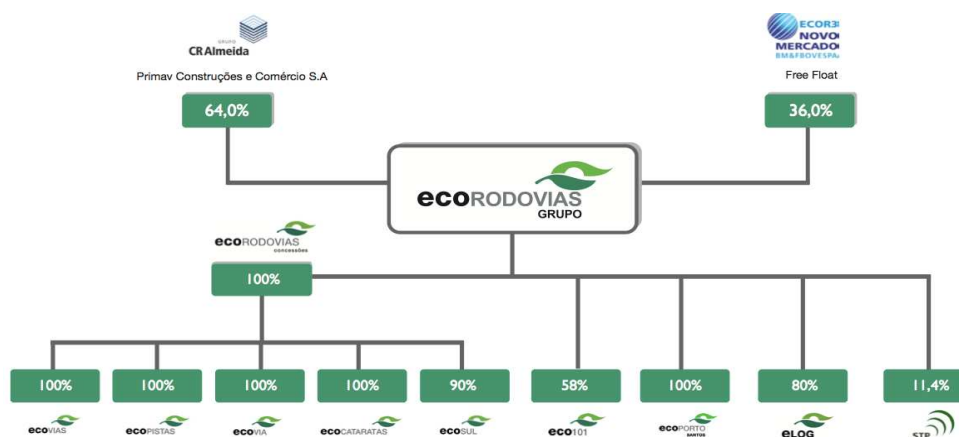 GRUPO
CR Almeida
Primav Construções e Comércio S.A
64,0%
ECOR3
NOVO
MERCADO
BM&FBOVESPA
Free Float
36,0%
ecoRODOVIAS
GRUPO
ecoRODOVIAS
CONCESSÕES
100%
100%
100%
100%
100%
90%
58%
100%
80%
11,4%
ecoVIAS
ecoPISTAS
ecoVIA
ecoCATARATAS
ecoSUL
eco101
ecoPORTO
SANTOS
eLOG
STP